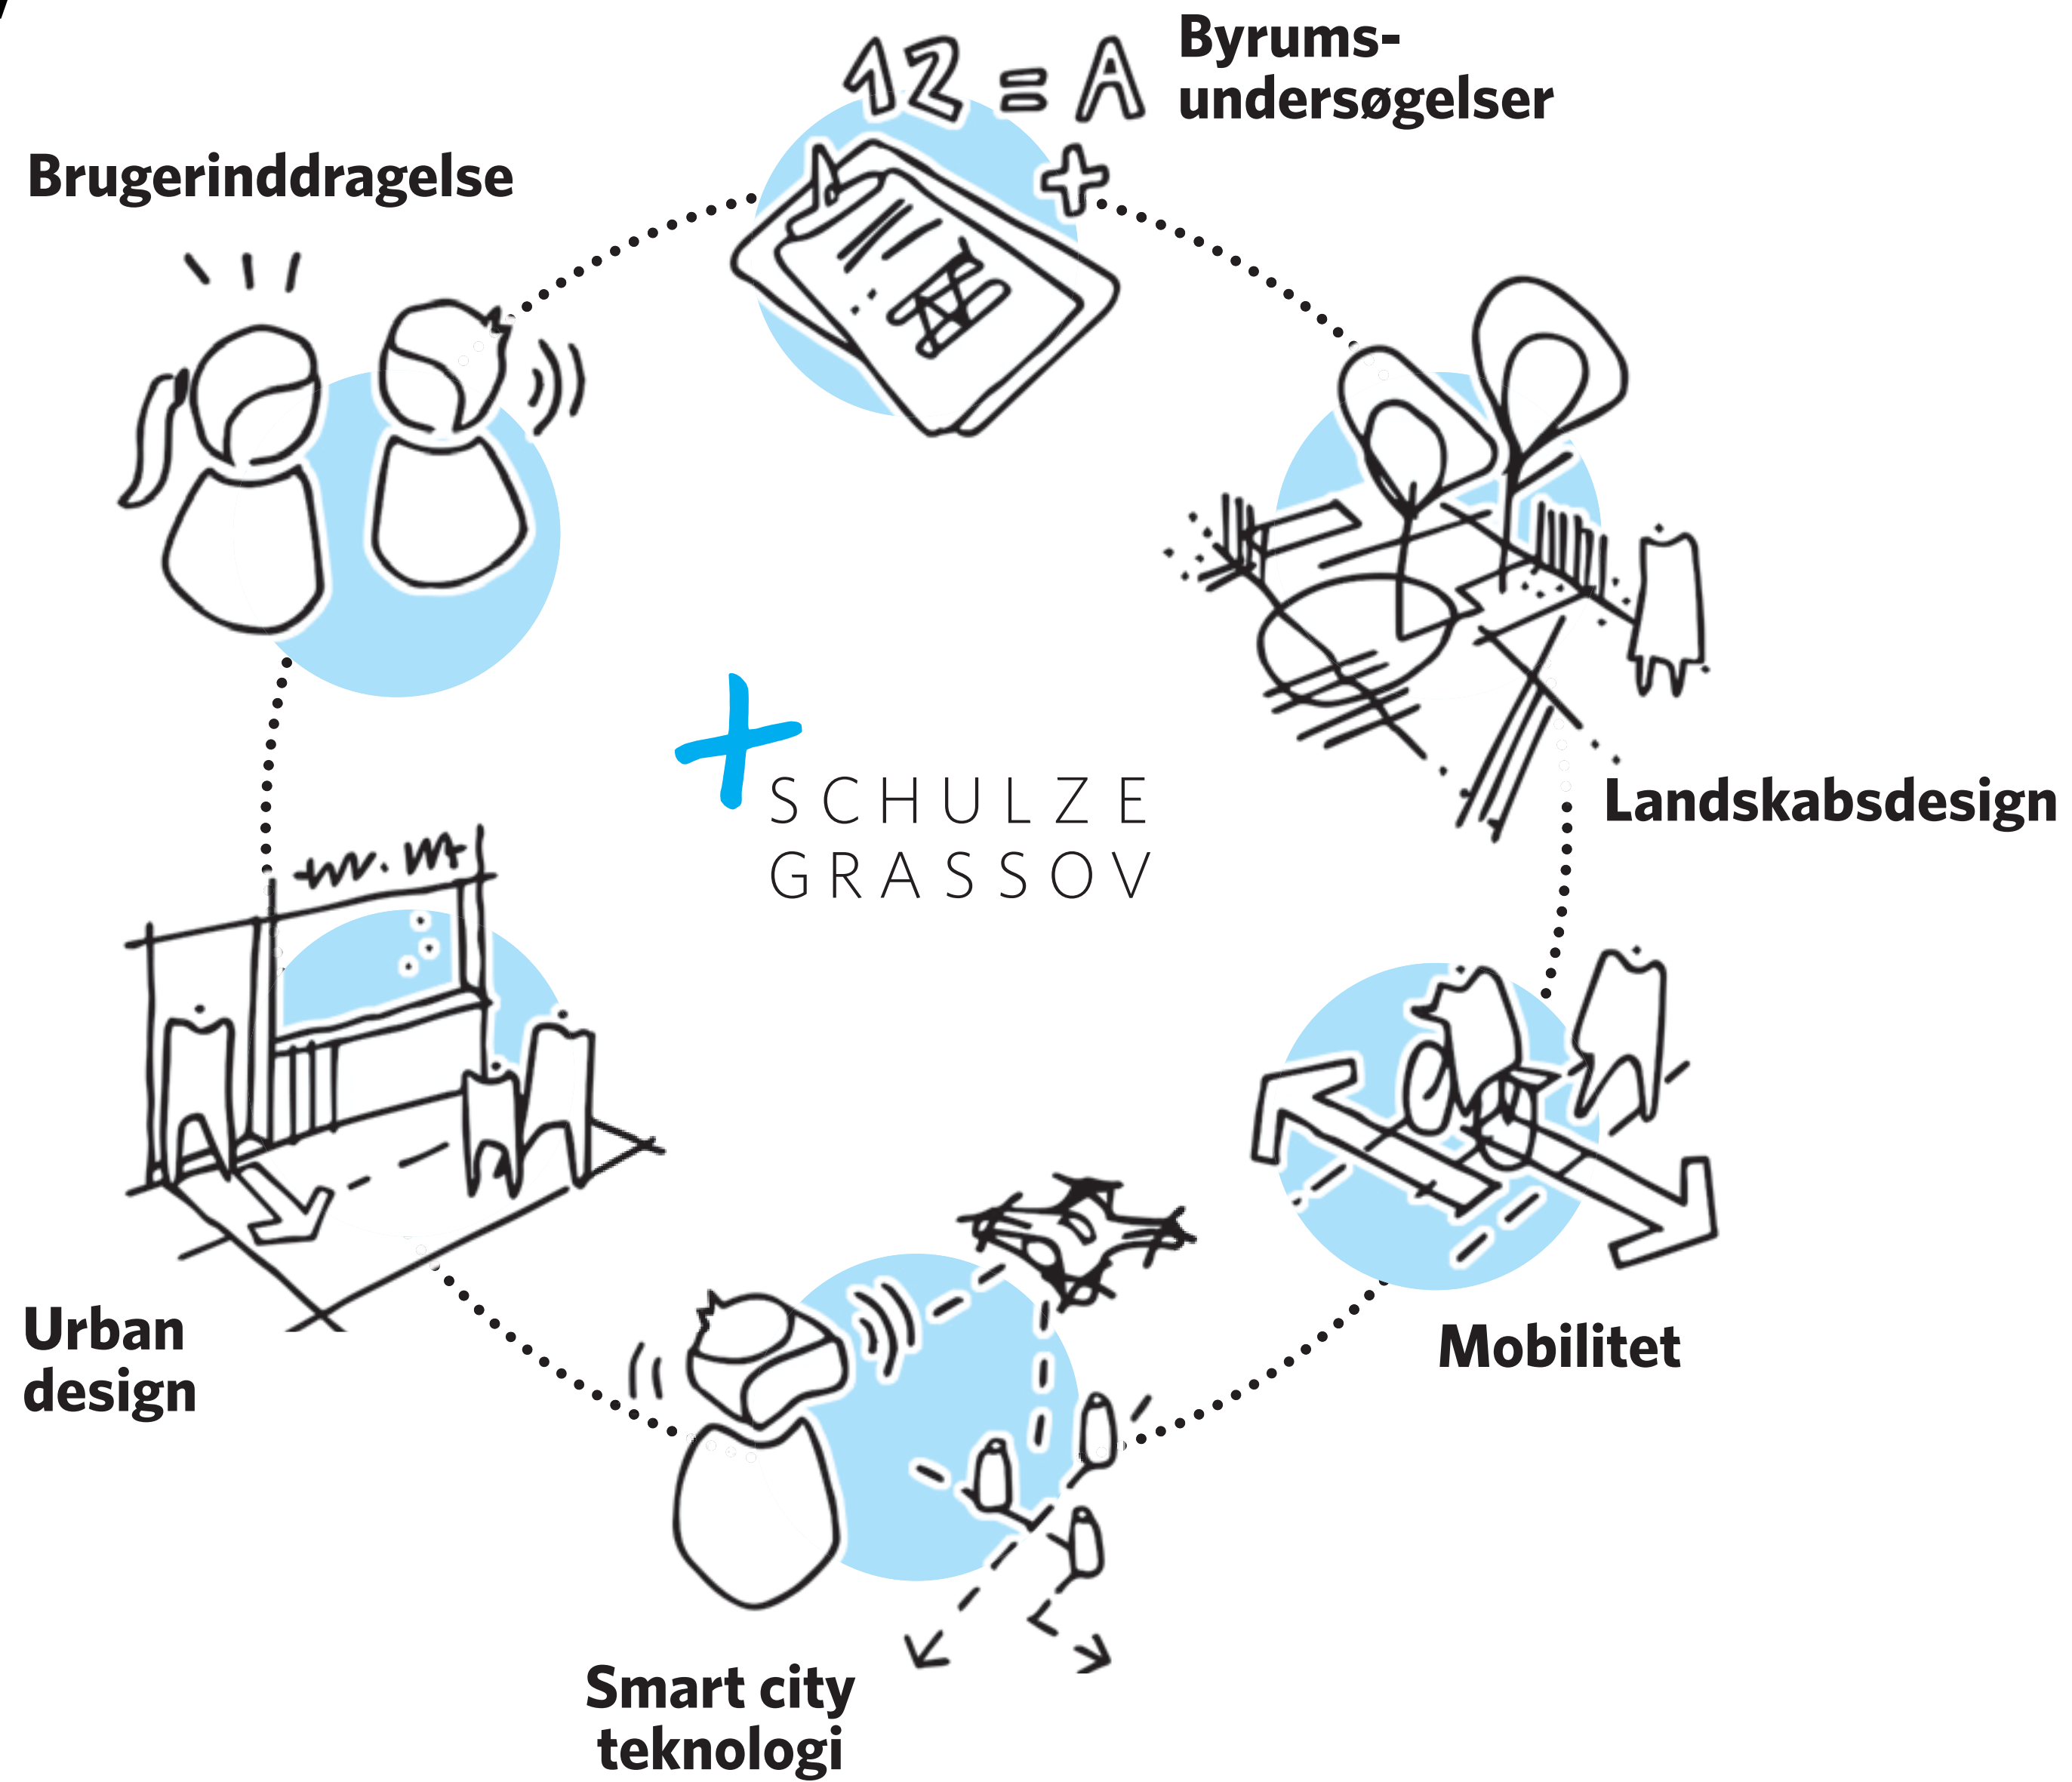 Byrums-
undersøgelser
12 = A
+
Brugerinddragelse
SCHULZE
GRASSOV
Landskabsdesign
Mobilitet
Urban
design
Smart city
teknologi